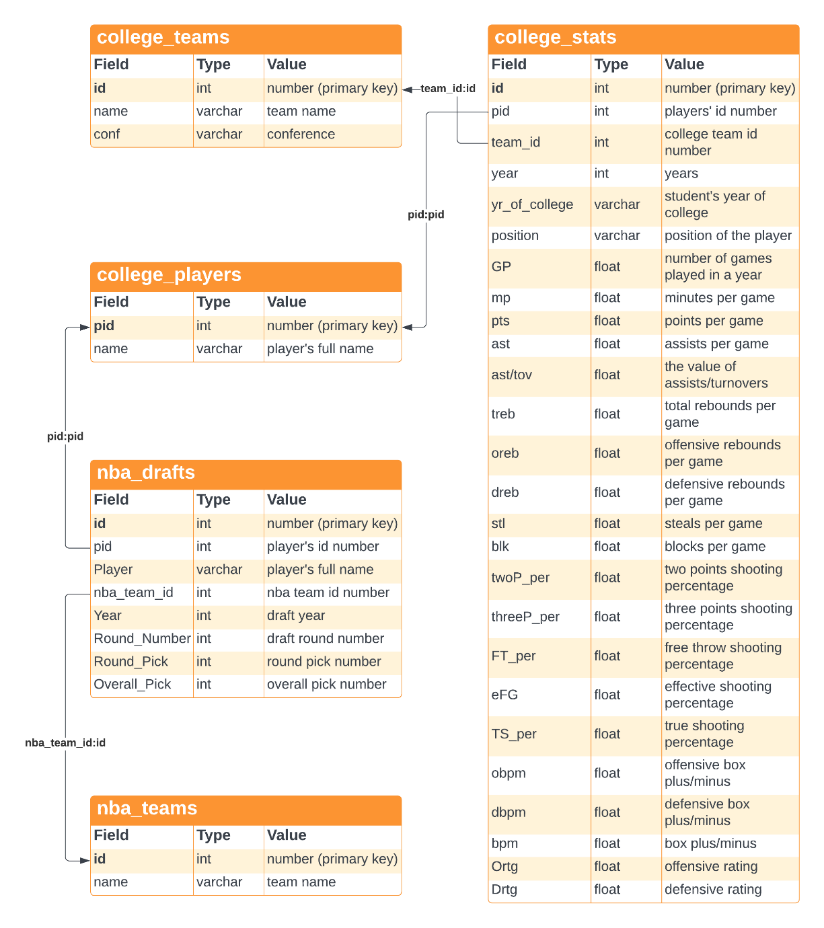 college_teams
Field Type Value
id int number (primary key)
name varchar team name
conf varchar conference
team_id:id
pid:pid
college_players
Field Type Value
pid int number (primary key)
name varchar player's full name
pid:pid
nba_drafts
Field Type Value
id int number (primary key)
pid int player's id number
Player varchar player's full name
nba_team_id int nba team id number
Year int draft year
Round_Number int draft round number
Round_Pick int round pick number
Overall_Pick int overall pick number
nba_team_id:id
nba_teams
Field Type Value
id int number (primary key)
name varchar team name
college_stats
Field Type Value
id int number (primary key)
pid int players' id number
team_id int college team id
number
year int years
yr_of_college varchar student's year of
college
position varchar position of the player
GP float number of games
played in a year
mp float minutes per game
pts float points per game
ast float assists per game
ast/tov float the value of
assists/turnovers
treb float total rebounds per
game
oreb float offensive rebounds
per game
dreb float defensive rebounds
per game
stl float steals per game
blk float blocks per game
twoP_per float two points shooting
percentage
threeP_per float three points shooting
percentage
FT_per float free throw shooting
percentage
eFG float effective shooting
percentage
TS_per float true shooting
percentage
obpm float offensive box
plus/minus
dbpm float defensive box
plus/minus
bpm float box plus/minus
Ortg float offensive rating
Drtg float defensive rating